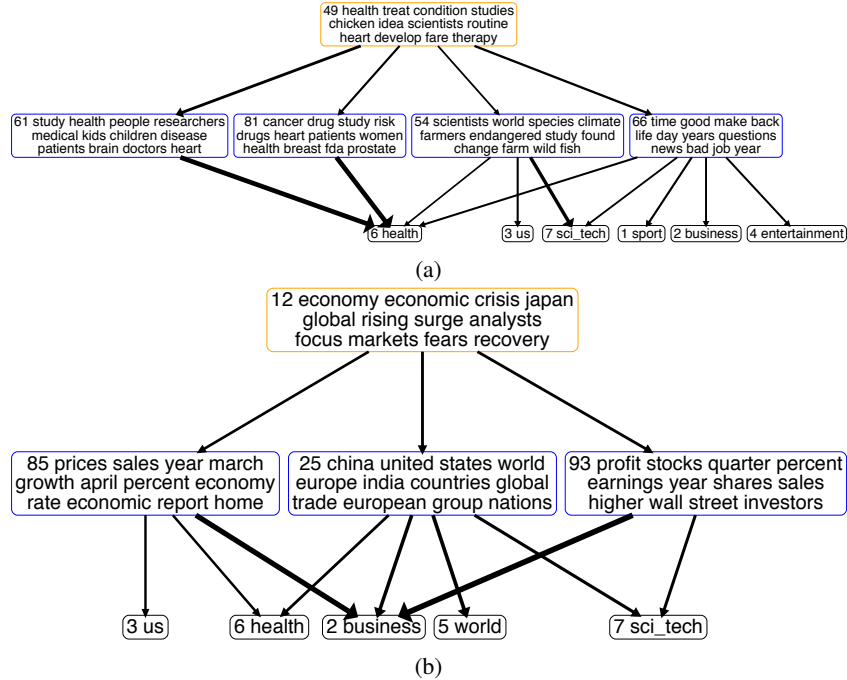 49 health treat condition studies
chicken idea scientists routine
heart develop fare therapy
61 study health people researchers
medical kids children disease
patients brain doctors heart
81 cancer drug study risk
drugs heart patients women
health breast fda prostate
54 scientists world species climate
farmers endangered study found
change farm wild fish
66 time good make back
life day years questions
news bad job year
6 health
3 us
7 sci_tech
1 sport
2 business
4 entertainment
(a)
12 economy economic crisis japan
global rising surge analysts
focus markets fears recovery
85 prices sales year march
growth april percent economy
rate economic report home
25 china united states world
europe india countries global
trade european group nations
93 profit stocks quarter percent
earnings year shares sales
higher wall street investors
3 us
6 health
2 business
5 world
7 sci_tech
(b)